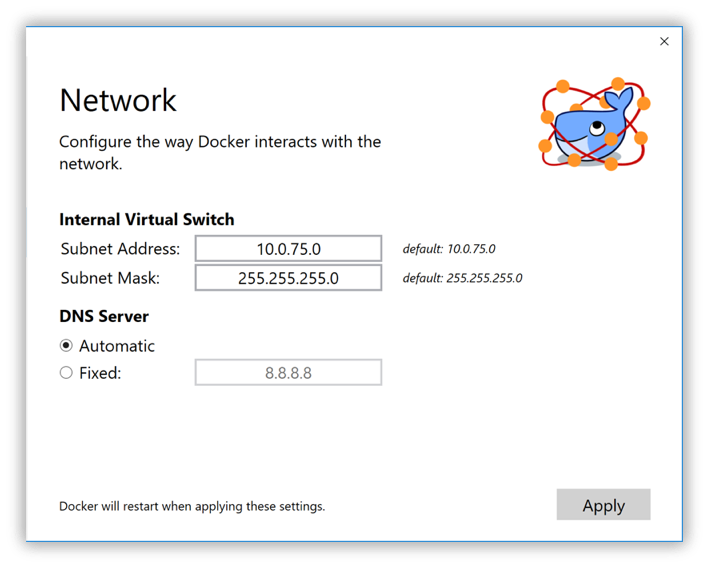 Network
Configure the way Docker interacts with the
network.
Internal Virtual Switch
Subnet Address: 10.0.75.0 default: 10.0.75.0
Subnet Mask: 255.255.255.0 default: 255.255.255.0
DNS Server
Automatic
Fixed: 8.8.8.8
Docker will restart when applying these settings. Apply